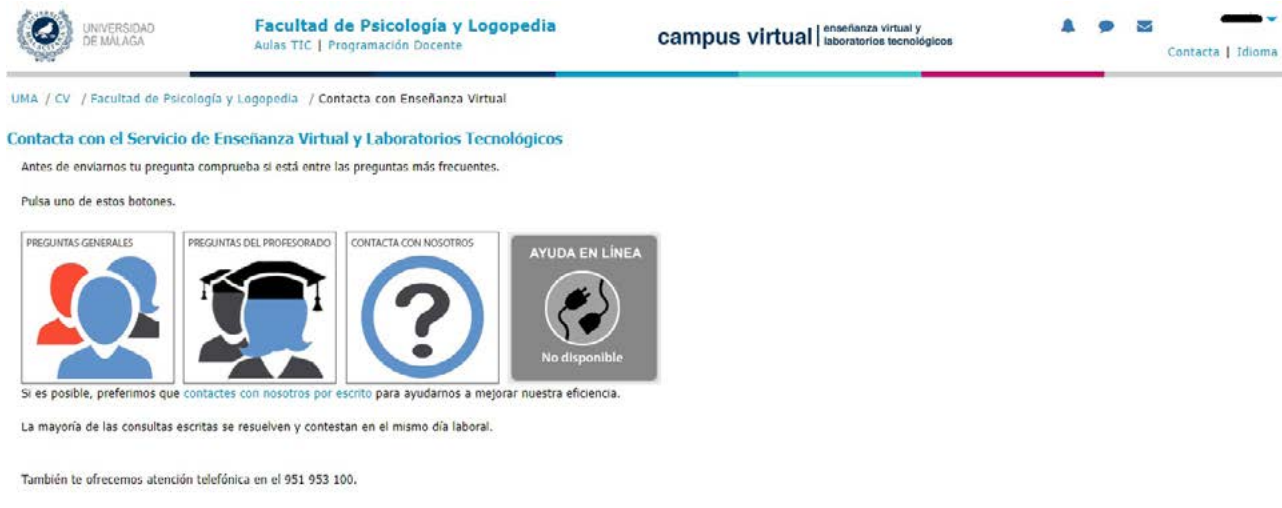 UNIVERSIDAD
DE MÁLAGA
Facultad de Psicología y Logopedia
Aulas TIC | Programación Docente
campus virtual | enseñanza virtual y
laboratorios tecnológicos
Contacta | Idioma
UMA / CV / Facultad de Psicología y Logopedia / Contacta con Enseñanza Virtual
Contacta con el Servicio de Enseñanza Virtual y Laboratorios Tecnológicos
Antes de enviarnos tu pregunta comprueba si está entre las preguntas más frecuentes.
Pulsa uno de estos botones.
PREGUNTAS GENERALES
PREGUNTAS DEL PROFESORADO
CONTACTA CON NOSOTROS
?
AYUDA EN LÍNEA
No disponible
Si es posible, preferimos que contactes con nosotros por escrito para ayudarnos a mejorar nuestra eficiencia.
La mayoría de las consultas escritas se resuelven y contestan en el mismo día laboral.
También te ofrecemos atención telefónica en el 951 953 100.